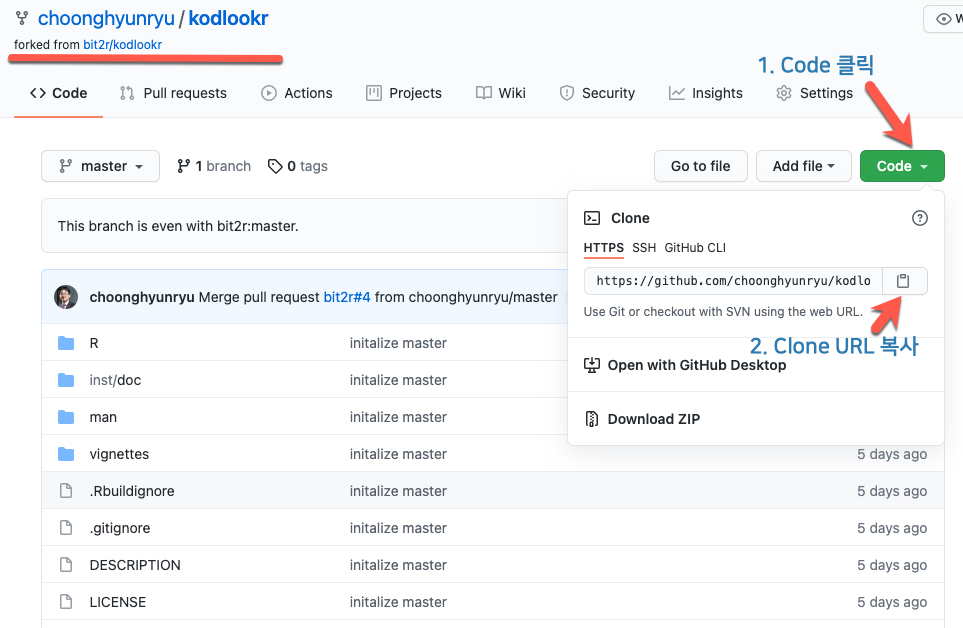 choonghyunryu / kodlookr
forked from bit2r/kodlookr
W
1. Code 클릭
Code
Pull requests
Actions
Projects
Wiki
Security
Insights
Settings
master
1 branch
0 tags
Go to file
Add file
Code
This branch is even with bit2r:master.
Clone
HTTPS SSH GitHub CLI
https://github.com/choonghyunryu/kodlo
Use Git or checkout with SVN using the web URL.
2. Clone URL 복사
Open with GitHub Desktop
Download ZIP
choonghyunryu Merge pull request bit2r#4 from choonghyunryu/master
R initalize master
inst/doc initalize master
man initalize master
vignettes initalize master 5 days ago
.Rbuildignore initalize master 5 days ago
.gitignore initalize master 5 days ago
DESCRIPTION initalize master 5 days ago
LICENSE initalize master 5 days ago